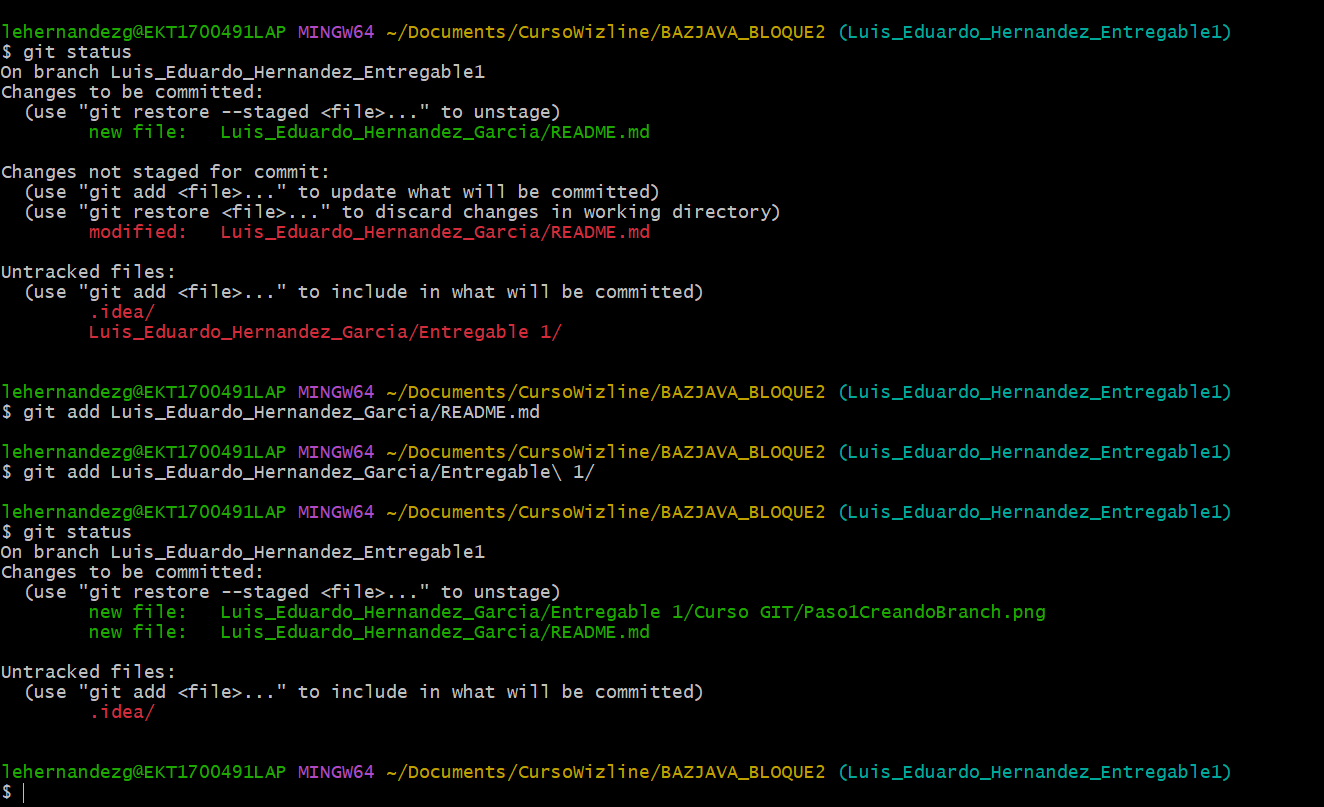 lehernandezg@EKT1700491LAP MINGW64 ~/Documents/CursoWizline/BAZJAVA_BLOQUE2 (Luis_Eduardo_Hernandez_Entregable1)
$ git status
On branch Luis_Eduardo_Hernandez_Entregable1
Changes to be committed:
  (use "git restore --staged <file>..." to unstage)
        new file:   Luis_Eduardo_Hernandez_Garcia/README.md

Changes not staged for commit:
  (use "git add <file>..." to update what will be committed)
  (use "git restore <file>..." to discard changes in working directory)
        modified:   Luis_Eduardo_Hernandez_Garcia/README.md

Untracked files:
  (use "git add <file>..." to include in what will be committed)
        .idea/
        Luis_Eduardo_Hernandez_Garcia/Entregable 1/

lehernandezg@EKT1700491LAP MINGW64 ~/Documents/CursoWizline/BAZJAVA_BLOQUE2 (Luis_Eduardo_Hernandez_Entregable1)
$ git add Luis_Eduardo_Hernandez_Garcia/README.md

lehernandezg@EKT1700491LAP MINGW64 ~/Documents/CursoWizline/BAZJAVA_BLOQUE2 (Luis_Eduardo_Hernandez_Entregable1)
$ git add Luis_Eduardo_Hernandez_Garcia/Entregable\ 1/

lehernandezg@EKT1700491LAP MINGW64 ~/Documents/CursoWizline/BAZJAVA_BLOQUE2 (Luis_Eduardo_Hernandez_Entregable1)
$ git status
On branch Luis_Eduardo_Hernandez_Entregable1
Changes to be committed:
  (use "git restore --staged <file>..." to unstage)
        new file:   Luis_Eduardo_Hernandez_Garcia/Entregable 1/Curso GIT/Paso1CreandoBranch.png
        new file:   Luis_Eduardo_Hernandez_Garcia/README.md

Untracked files:
  (use "git add <file>..." to include in what will be committed)
        .idea/

lehernandezg@EKT1700491LAP MINGW64 ~/Documents/CursoWizline/BAZJAVA_BLOQUE2 (Luis_Eduardo_Hernandez_Entregable1)
$